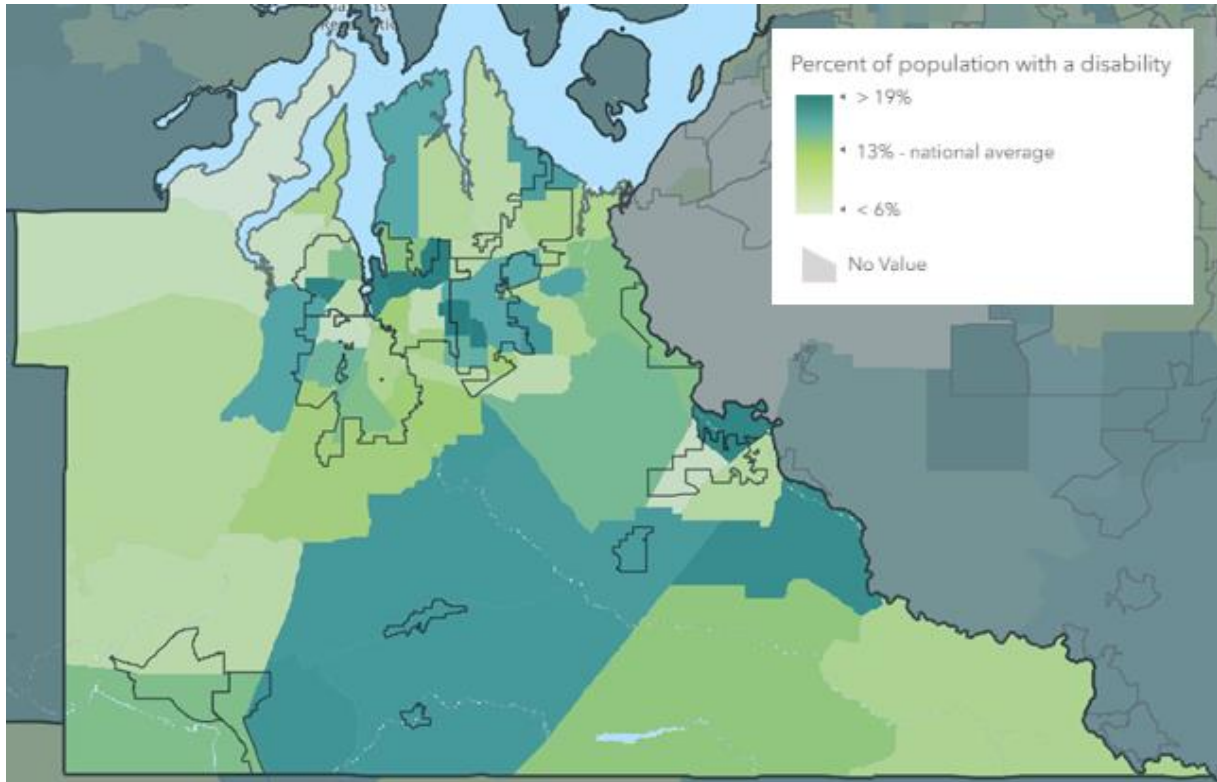 Percent of population with a disability
> 19%
13% - national average
< 6%
No Value